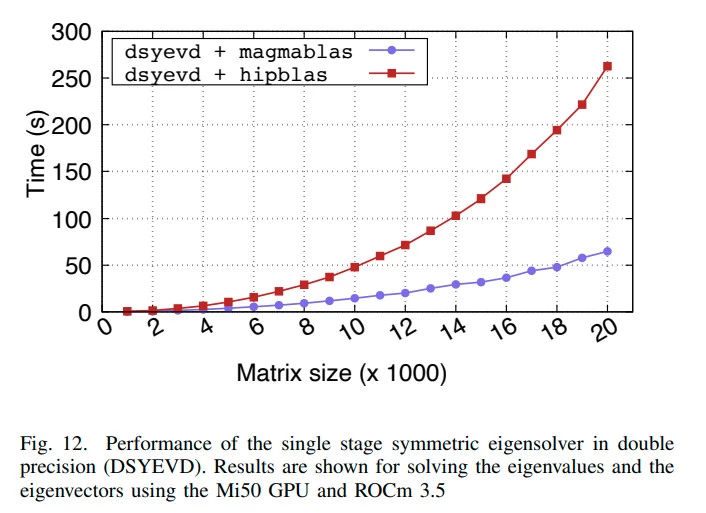 300
250
200
150
100
50
0
Time (s)
dsyevd + magmablas
dsyevd + hipblas
0 2 4 6 8 10 12 14 16 18 20
Matrix size (x 1000)
Fig. 12. Performance of the single stage symmetric eigensolver in double
precision (DSYEVD). Results are shown for solving the eigenvalues and the
eigenvectors using the Mi50 GPU and ROCm 3.5